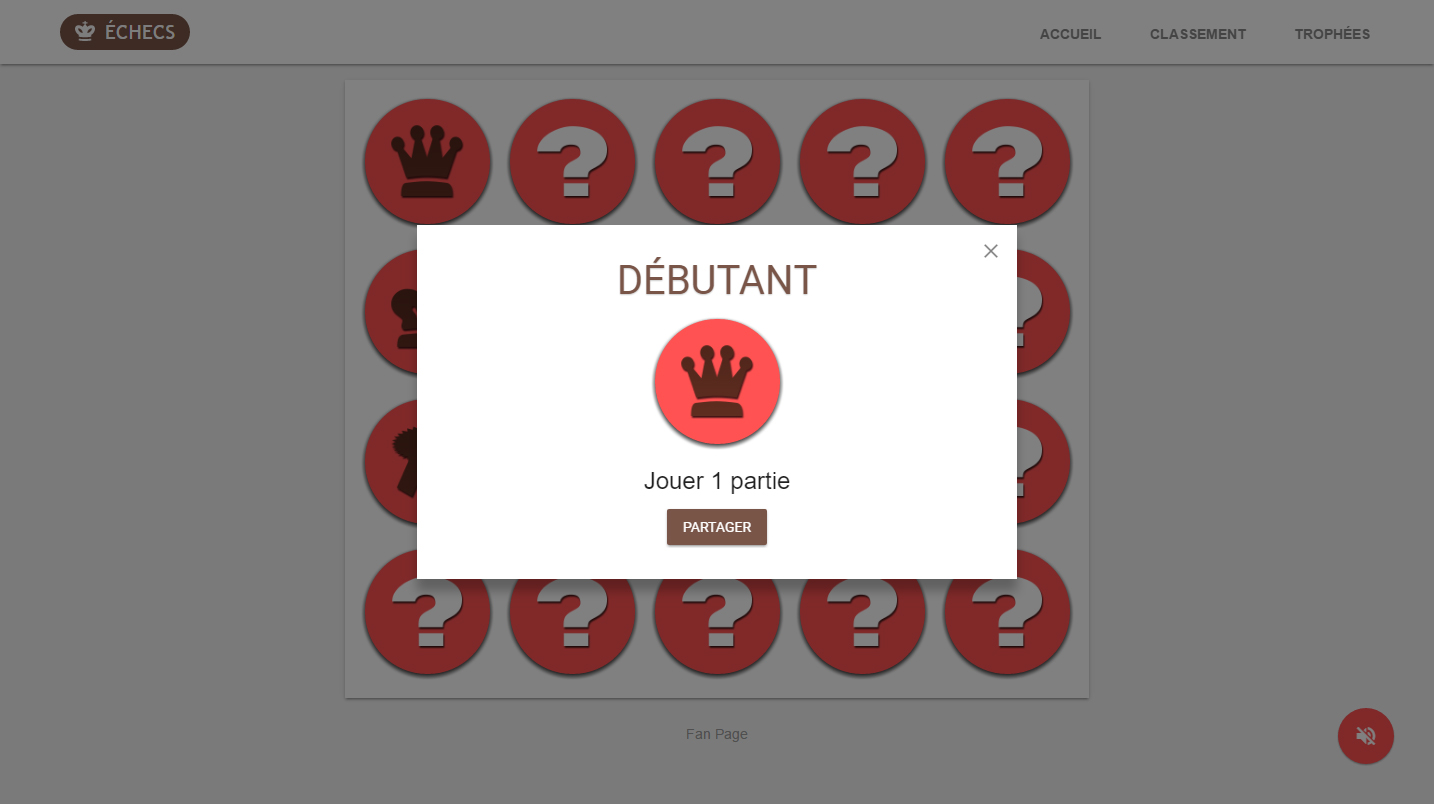 ÉCHECS
ACCUEIL
CLASSEMENT
TROPHÉES
? ? ? ?
DÉBUTANT
Jouer 1 partie
PARTAGER
? ? ? ? ?
Fan Page